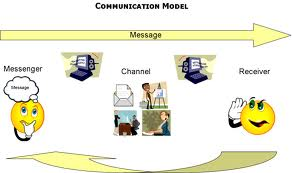 COMMUNICATION MODEL
Message
Messenger
Channel
Receiver
Message